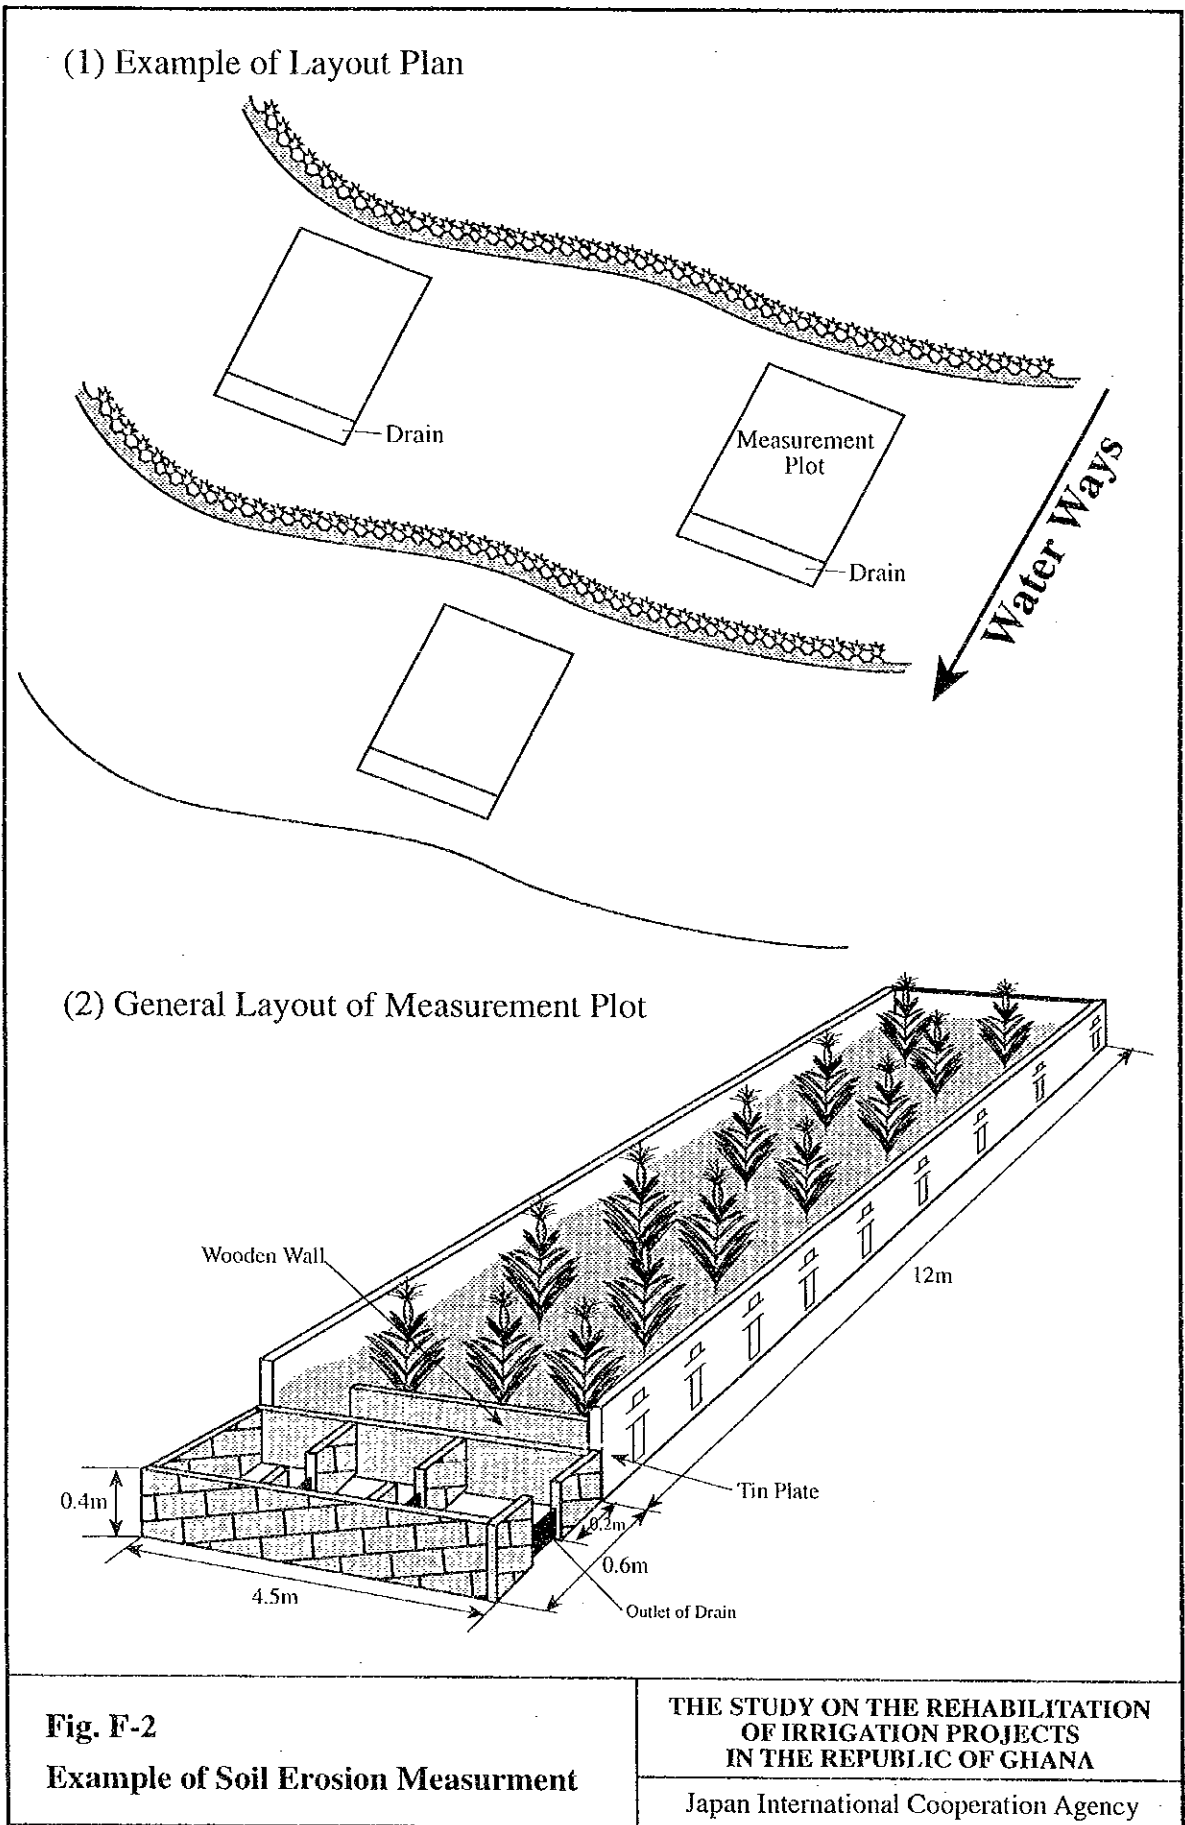 (1) Example of Layout Plan
Drain
Measurement
Plot
Drain
Water Ways
(2) General Layout of Measurement Plot
Wooden Wall
12m
Tin Plate
0.4m
0.2m
0.6m
4.5m
Outlet of Drain
Fig. F-2
Example of Soil Erosion Measurment
THE STUDY ON THE REHABILITATION
OF IRRIGATION PROJECTS
IN THE REPUBLIC OF GHANA
Japan International Cooperation Agency